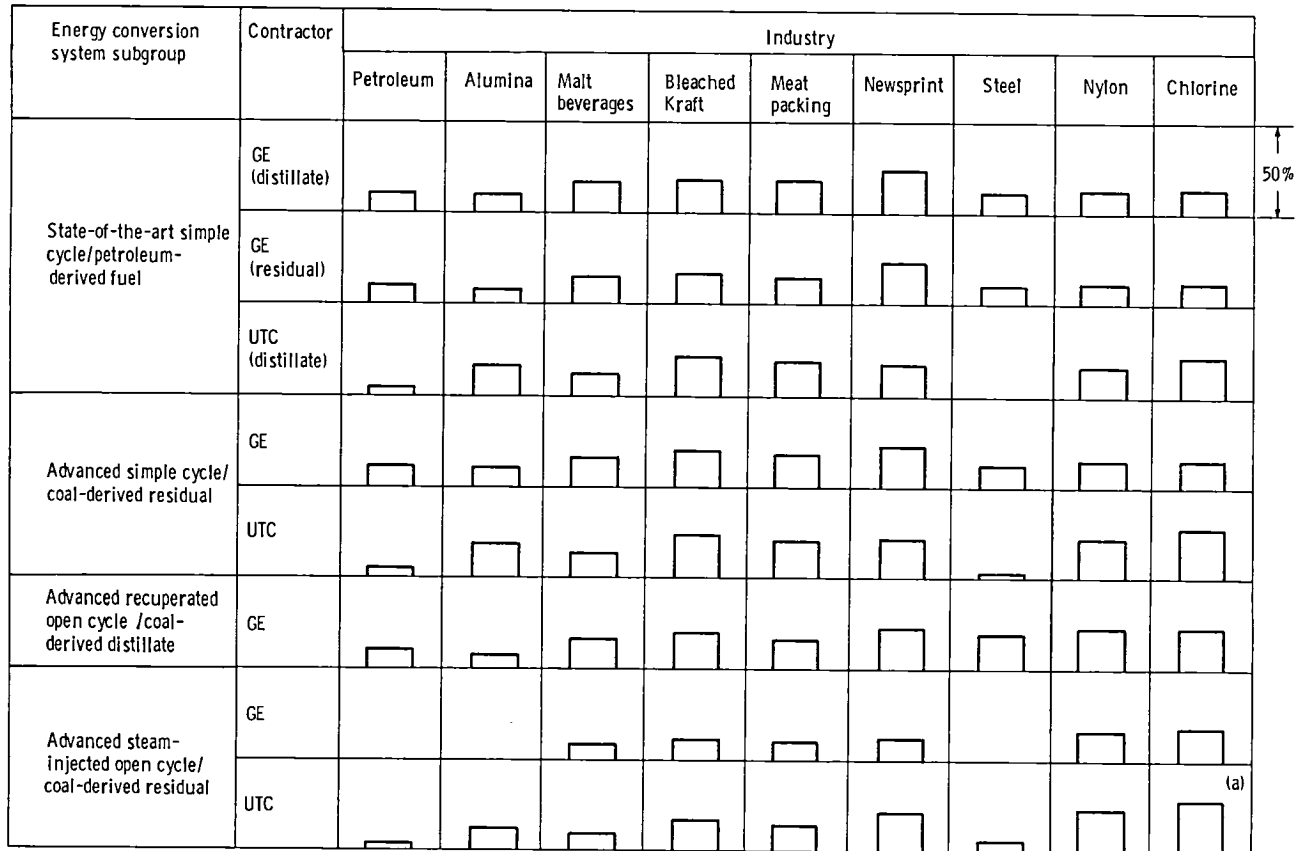 Energy conversion
system subgroup
Contractor
Industry
Petroleum
Alumina
Malt
beverages
Bleached
Kraft
Meat
packing
Newsprint
Steel
Nylon
Chlorine
State-of-the-art simple
cycle/petroleum-
derived fuel
GE
(distillate)
50%
GE
(residual)
UTC
(distillate)
Advanced simple cycle/
coal-derived residual
GE
UTC
Advanced recuperated
open cycle /coal-
derived distillate
GE
Advanced steam-
injected open cycle/
coal-derived residual
GE
UTC
(a)